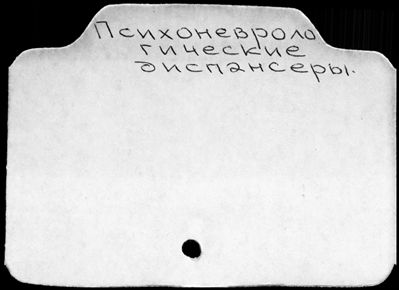 Психоневроло
гические
диспансеры.